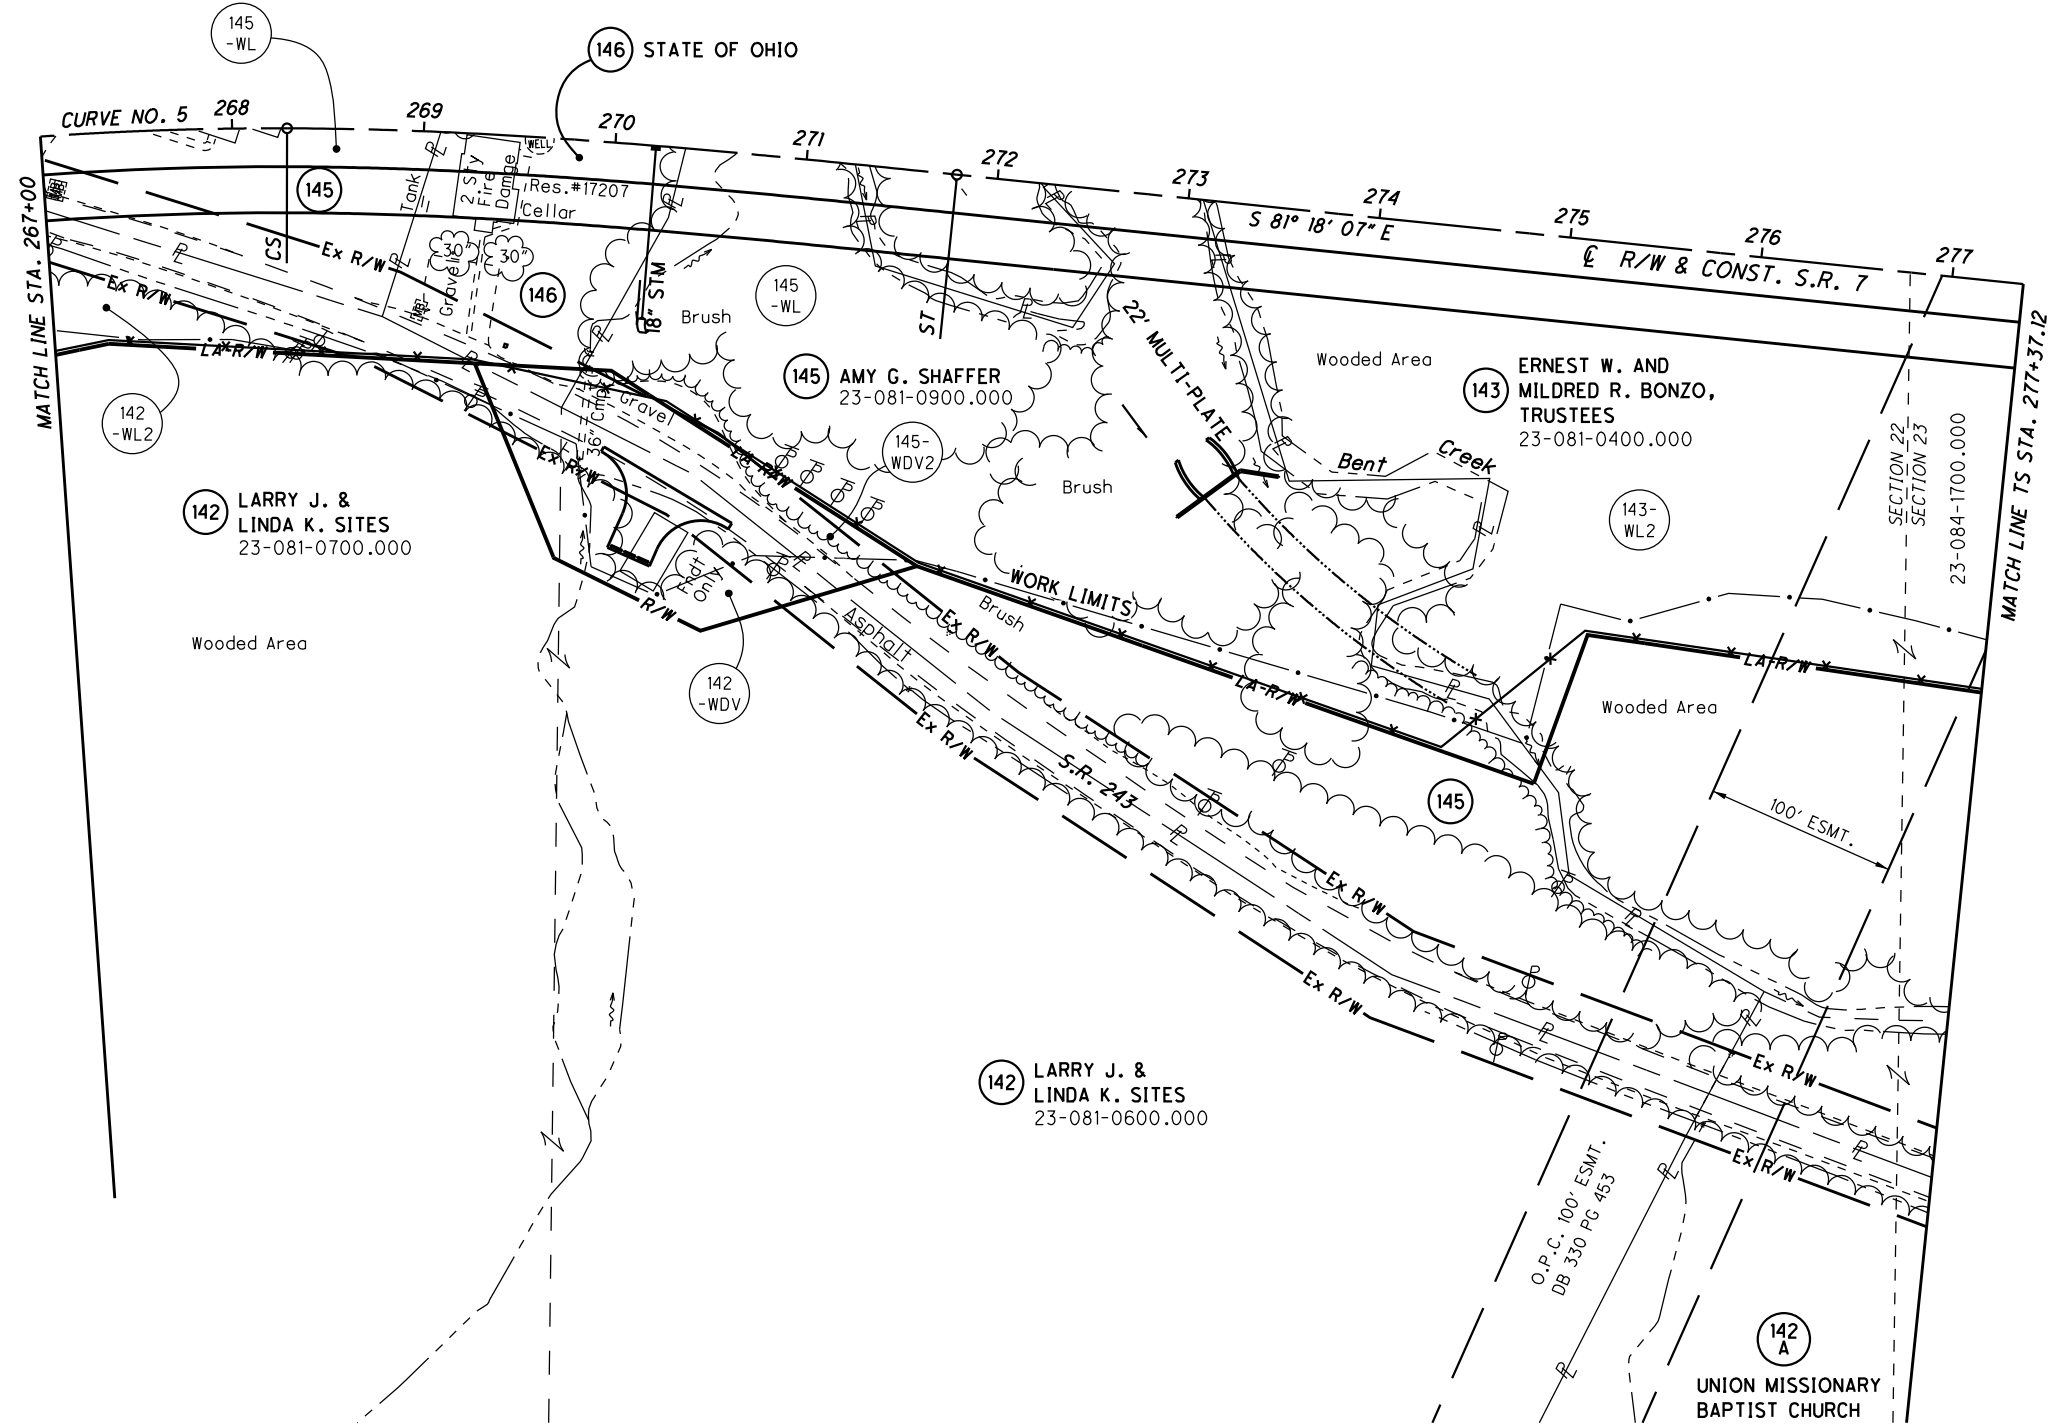 145
-WL
146 STATE OF OHIO
CURVE NO. 5
268
269
270
271
272
273
274
275
276
277
S 81° 18' 07" E
℄ R/W & CONST. S.R. 7
MATCH LINE STA. 267+00
MATCH LINE TS STA. 277+37.12
145
CS
Tank
2 Sty
Fire
Damage
WELL
Res.#17207
Cellar
Ex R/W
Ex R/W
30"
30"
Gravel
146
18" STM
Brush
145
-WL
ST
22' MULTI-PLATE
Wooded Area
143
ERNEST W. AND
MILDRED R. BONZO,
TRUSTEES
23-081-0400.000
145 AMY G. SHAFFER
23-081-0900.000
LA-R/W
142
-WL2
36" Cmp
Gravel
LA-R/W
145-
WDV2
Ex R/W
Brush
Bent Creek
143-
WL2
SECTION 22
SECTION 23
23-084-1700.000
142
LARRY J. &
LINDA K. SITES
23-081-0700.000
Wooded Area
R/W
142
-WDV
Asphalt
Brush
Ex R/W
WORK LIMITS
LA-R/W
LA-R/W
Wooded Area
Ex R/W
S.R. 243
145
100' ESMT.
Ex R/W
Ex R/W
Ex R/W
Ex R/W
142
LARRY J. &
LINDA K. SITES
23-081-0600.000
O.P.C. 100' ESMT.
DB 330 PG 453
142
A
UNION MISSIONARY
BAPTIST CHURCH